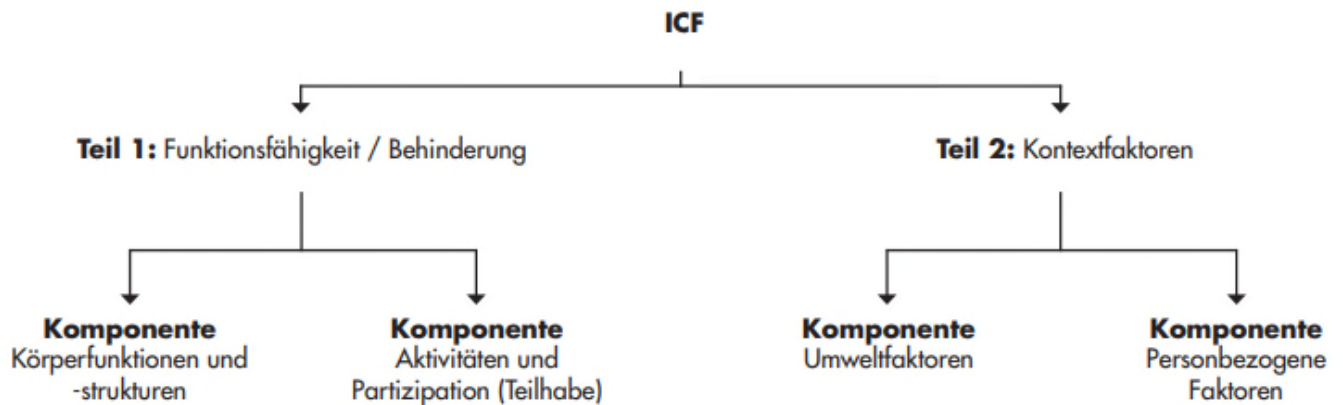 ICF
Teil 1: Funktionsfähigkeit / Behinderung
Teil 2: Kontextfaktoren
Komponente
Körperfunktionen und
-strukturen
Komponente
Aktivitäten und
Partizipation (Teilhabe)
Komponente
Umweltfaktoren
Komponente
Personbezogene
Faktoren